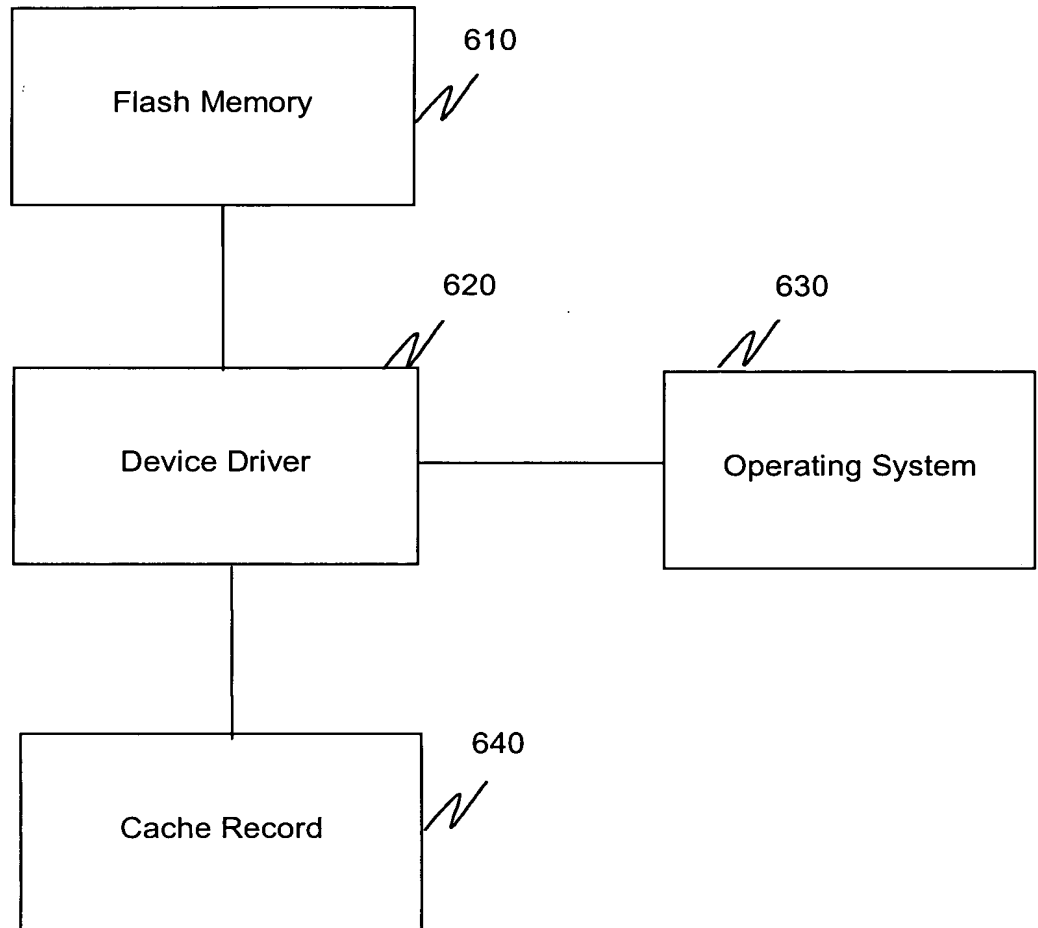 610
Flash Memory
620
630
Device Driver
Operating System
640
Cache Record